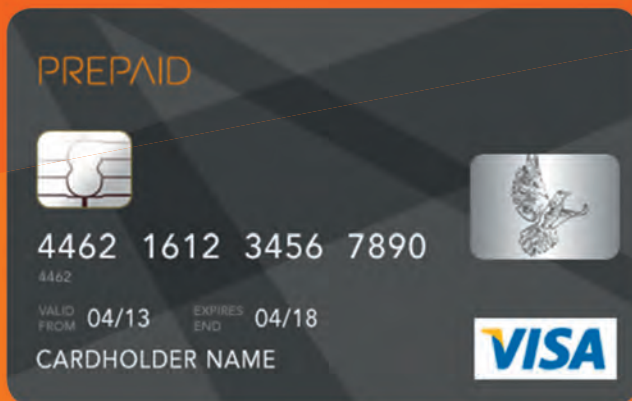 PREPAID
4462 1612 3456 7890
4462
VALID FROM 04/13 EXPIRES END 04/18
CARDHOLDER NAME
VISA